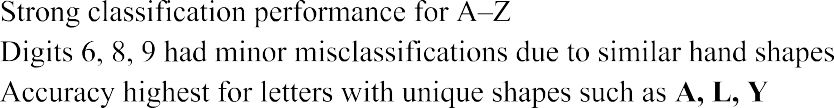 Strong classification performance for A–Z
Digits 6, 8, 9 had minor misclassifications due to similar hand shapes
Accuracy highest for letters with unique shapes such as A, L, Y